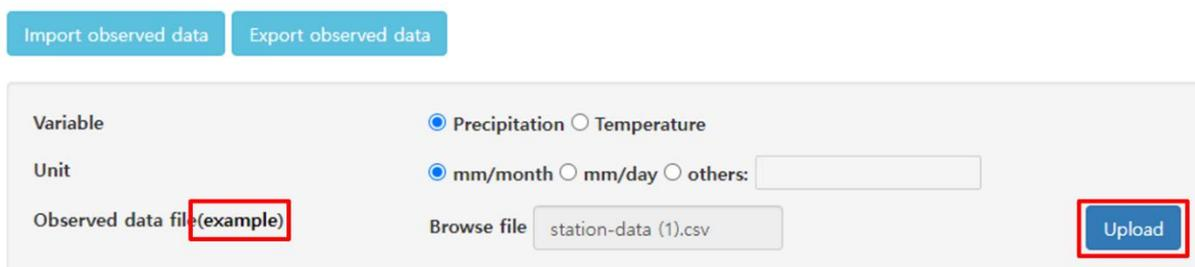 Import observed data Export observed data
Variable Precipitation Temperature
Unit mm/month mm/day others:
Observed data file(example) Browse file station-data (1).csv Upload